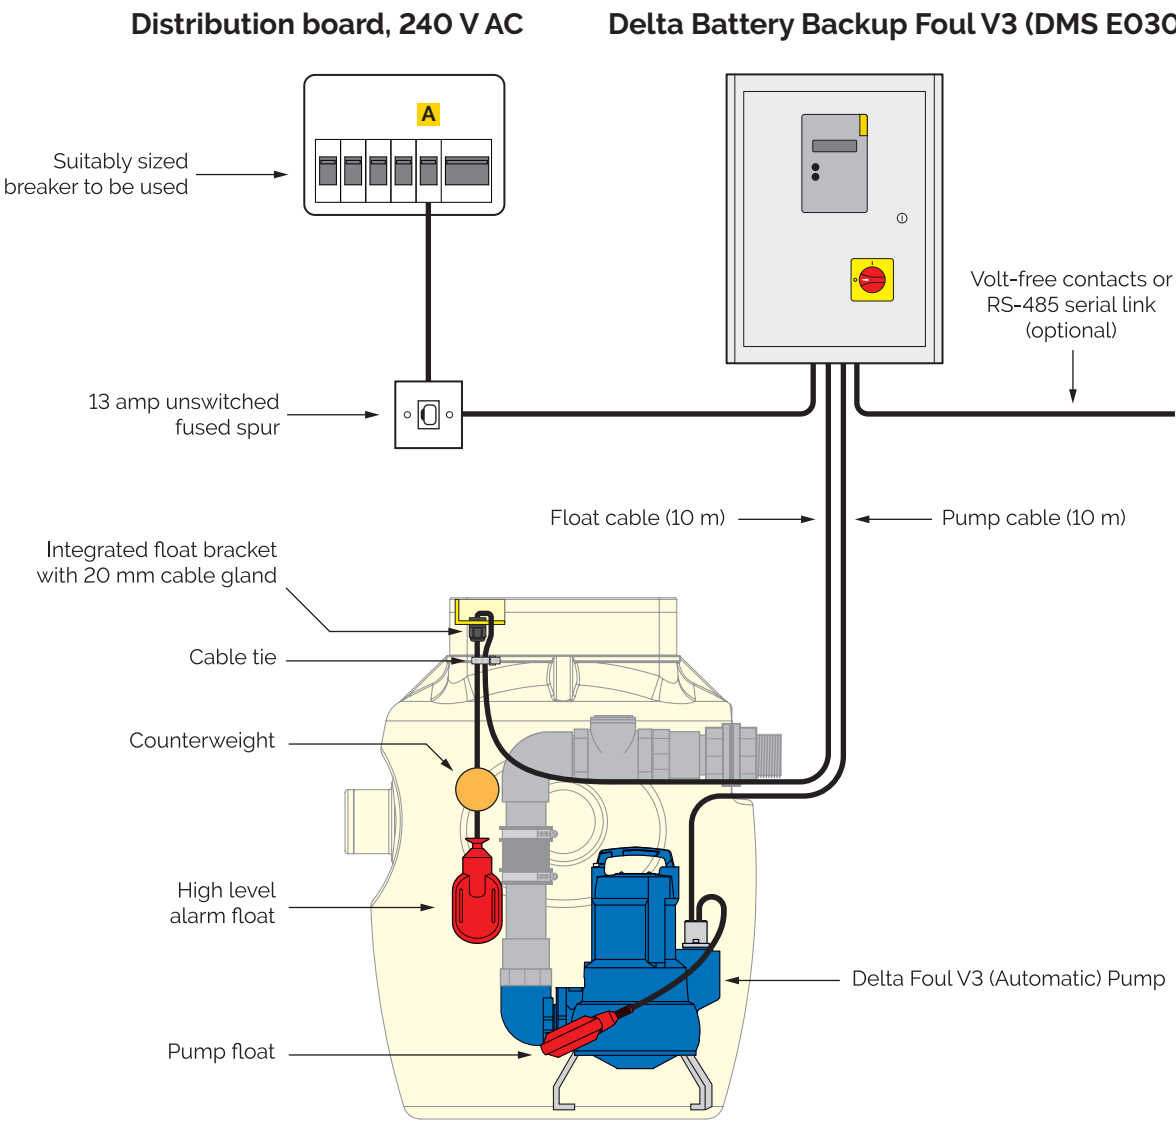 Distribution board, 240 V AC
Delta Battery Backup Foul V3 (DMS E030
A
Suitably sized
breaker to be used
Volt-free contacts or
RS-485 serial link
(optional)
13 amp unswitched
fused spur
Float cable (10 m)
Pump cable (10 m)
Integrated float bracket
with 20 mm cable gland
Cable tie
Counterweight
High level
alarm float
Delta Foul V3 (Automatic) Pump
Pump float